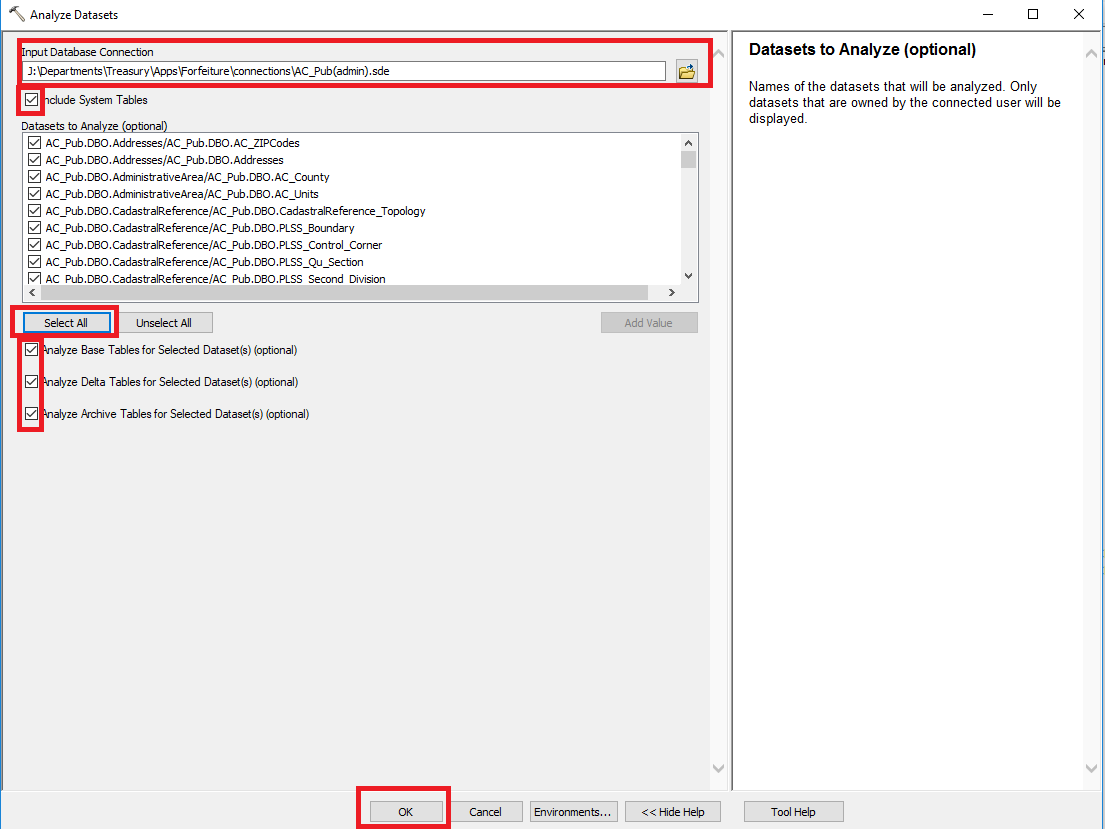 Analyze Datasets
Input Database Connection
J:\Departments\Treasury\Apps\Forfeiture\connections\AC_Pub(admin).sde
Include System Tables
Datasets to Analyze (optional)
AC_Pub.DBO.Addresses/AC_Pub.DBO.AC_ZIPCodes
AC_Pub.DBO.Addresses/AC_Pub.DBO.Addresses
AC_Pub.DBO.AdministrativeArea/AC_Pub.DBO.AC_County
AC_Pub.DBO.AdministrativeArea/AC_Pub.DBO.AC_Units
AC_Pub.DBO.CadastralReference/AC_Pub.DBO.CadastralReference_Topology
AC_Pub.DBO.CadastralReference/AC_Pub.DBO.PLSS_Boundary
AC_Pub.DBO.CadastralReference/AC_Pub.DBO.PLSS_Control_Corner
AC_Pub.DBO.CadastralReference/AC_Pub.DBO.PLSS_Qu_Section
AC_Pub.DBO.CadastralReference/AC_Pub.DBO.PLSS_Second_Division
Select All
Unselect All
Add Value
Analyze Base Tables for Selected Dataset(s) (optional)
Analyze Delta Tables for Selected Dataset(s) (optional)
Analyze Archive Tables for Selected Dataset(s) (optional)
Datasets to Analyze (optional)
Names of the datasets that will be analyzed. Only
datasets that are owned by the connected user will be
displayed.
OK
Cancel
Environments...
<< Hide Help
Tool Help